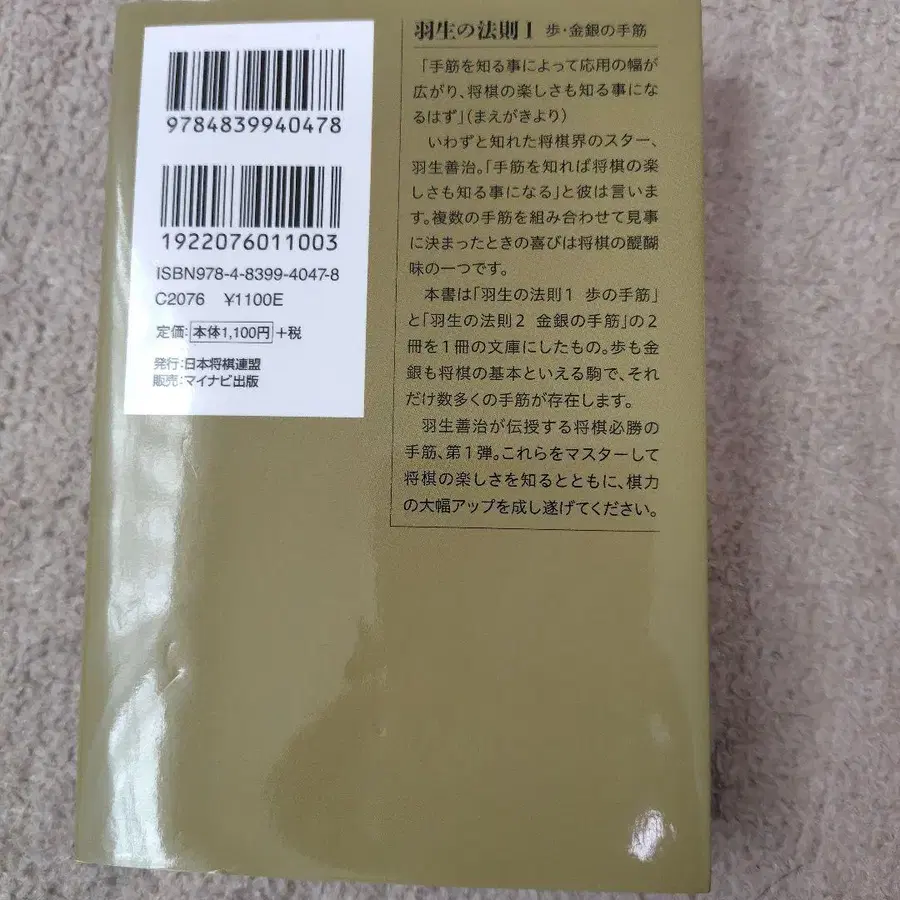 9784839940478
1922076011003
ISBN978-4-8399-4047-8
C2076 ¥1100E
定価:本体1,100円+税
発行:日本将棋連盟
販売:マイナビ出版
羽生の法則Ⅰ 歩・金銀の手筋
「手筋を知る事によって応用の幅が
広がり、将棋の楽しさも知る事にな
るはず」(まえがきより)
いわずと知れた将棋界のスター、
羽生善治。「手筋を知れば将棋の楽
しさも知る事になる」と彼は言いま
す。複数の手筋を組み合わせて見事
に決まったときの喜びは将棋の醍醐
味の一つです。
本書は「羽生の法則1 歩の手筋」
と「羽生の法則2 金銀の手筋」の2
冊を1冊の文庫にしたもの。歩も金
銀も将棋の基本といえる駒で、それ
だけ数多くの手筋が存在します。
羽生善治が伝授する将棋必勝の
手筋、第1弾。これらをマスターして
将棋の楽しさを知るとともに、棋力
の大幅アップを成し遂げてください。